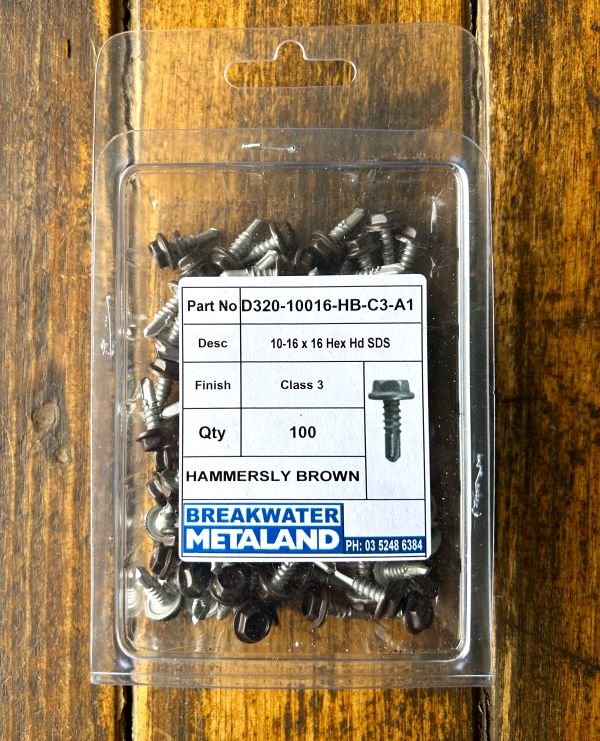 Part No D320-10016-HB-C3-A1
Desc 10-16 x 16 Hex Hd SDS
Finish Class 3
Qty 100
HAMMERSLY BROWN
BREAKWATER
METALAND PH: 03 5248 6384